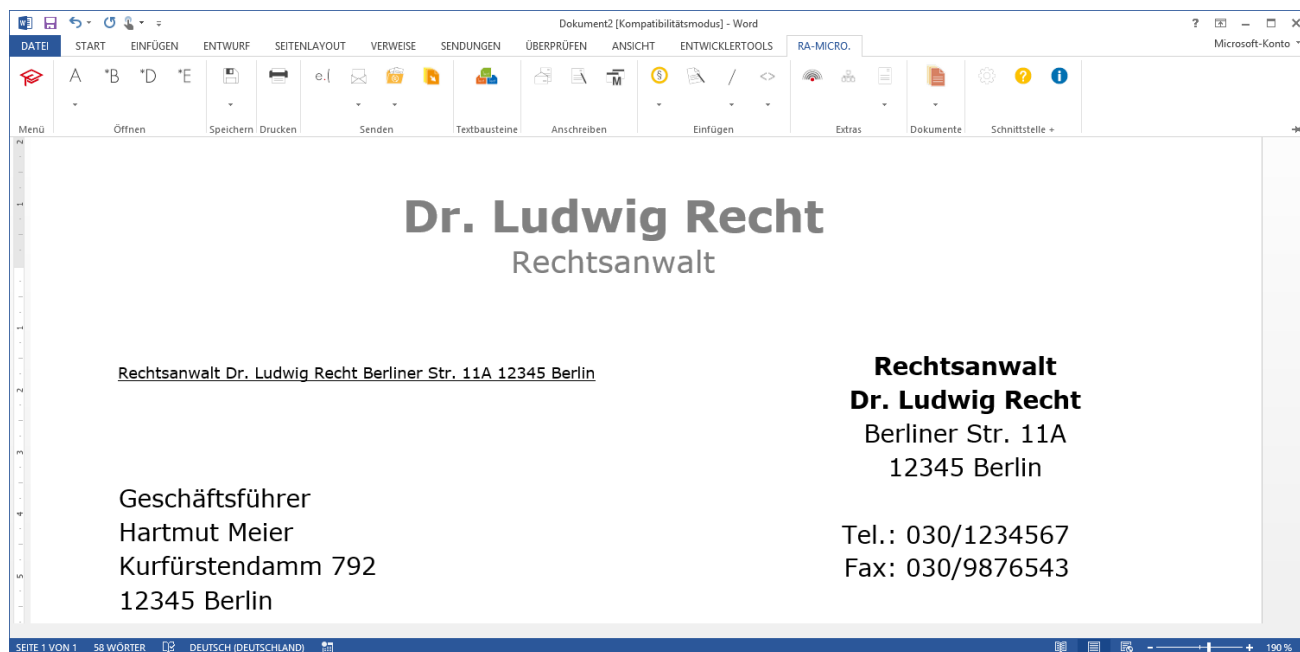 Dokument2 [Kompatibilitätsmodus] - Word
?
DATEI START EINFÜGEN ENTWURF SEITENLAYOUT VERWEISE SENDUNGEN ÜBERPRÜFEN ANSICHT ENTWICKLERTOOLS RA-MICRO. Microsoft-Konto
A *B *D *E e.( M § / <> ? i
Menü Öffnen Speichern Drucken Senden Textbausteine Anschreiben Einfügen Extras Dokumente Schnittstelle +
Dr. Ludwig Recht
Rechtsanwalt
Rechtsanwalt Dr. Ludwig Recht Berliner Str. 11A 12345 Berlin
Rechtsanwalt
Dr. Ludwig Recht
Berliner Str. 11A
12345 Berlin
Geschäftsführer
Hartmut Meier
Kurfürstendamm 792
12345 Berlin
Tel.: 030/1234567
Fax: 030/9876543
SEITE 1 VON 1 58 WÖRTER DEUTSCH (DEUTSCHLAND) 190 %